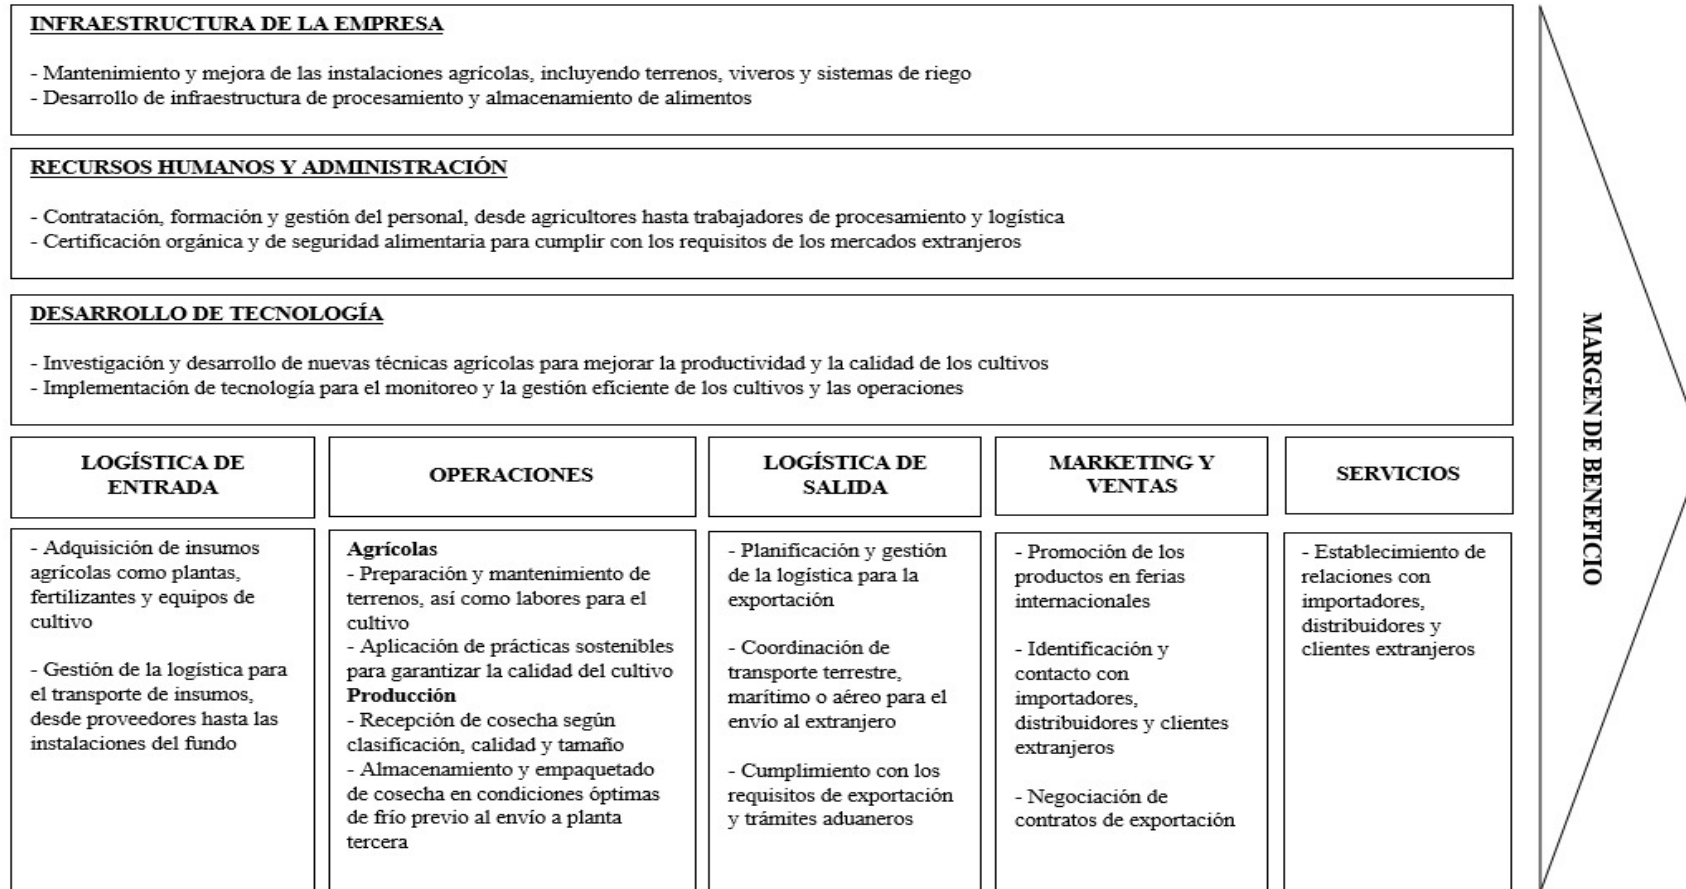 INFRAESTRUCTURA DE LA EMPRESA
- Mantenimiento y mejora de las instalaciones agrícolas, incluyendo terrenos, viveros y sistemas de riego
- Desarrollo de infraestructura de procesamiento y almacenamiento de alimentos
RECURSOS HUMANOS Y ADMINISTRACIÓN
- Contratación, formación y gestión del personal, desde agricultores hasta trabajadores de procesamiento y logística
- Certificación orgánica y de seguridad alimentaria para cumplir con los requisitos de los mercados extranjeros
DESARROLLO DE TECNOLOGÍA
- Investigación y desarrollo de nuevas técnicas agrícolas para mejorar la productividad y la calidad de los cultivos
- Implementación de tecnología para el monitoreo y la gestión eficiente de los cultivos y las operaciones
LOGÍSTICA DE
ENTRADA
- Adquisición de insumos
agrícolas como plantas,
fertilizantes y equipos de
cultivo
- Gestión de la logística para
el transporte de insumos,
desde proveedores hasta las
instalaciones del fundo
OPERACIONES
Agrícolas
- Preparación y mantenimiento de
terrenos, así como labores para el
cultivo
- Aplicación de prácticas sostenibles
para garantizar la calidad del cultivo
Producción
- Recepción de cosecha según
clasificación, calidad y tamaño
- Almacenamiento y empaquetado
de cosecha en condiciones óptimas
de frío previo al envío a planta
tercera
LOGÍSTICA DE
SALIDA
- Planificación y gestión
de la logística para la
exportación
- Coordinación de
transporte terrestre,
marítimo o aéreo para el
envío al extranjero
- Cumplimiento con los
requisitos de exportación
y trámites aduaneros
MARKETING Y
VENTAS
- Promoción de los
productos en ferias
internacionales
- Identificación y
contacto con
importadores,
distribuidores y clientes
extranjeros
- Negociación de
contratos de exportación
SERVICIOS
- Establecimiento de
relaciones con
importadores,
distribuidores y
clientes extranjeros
MARGEN DE BENEFICIO